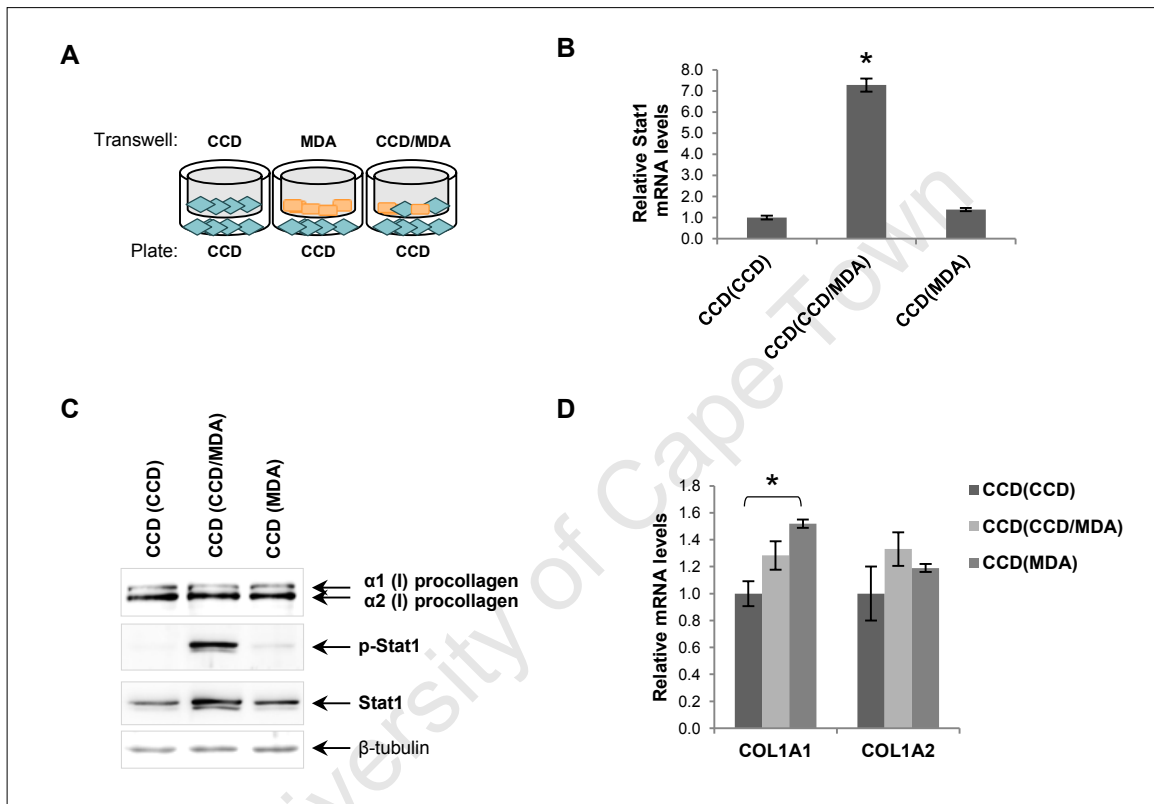 A
Transwell: CCD MDA CCD/MDA
Plate: CCD CCD CCD
B
*
Relative Stat1
mRNA levels
8.0
7.0
6.0
5.0
4.0
3.0
2.0
1.0
0.0
CCD(CCD)
CCD(CCD/MDA)
CCD(MDA)
C
CCD (CCD)
CCD (CCD/MDA)
CCD (MDA)
α1 (I) procollagen
α2 (I) procollagen
p-Stat1
Stat1
β-tubulin
D
*
Relative mRNA levels
1.8
1.6
1.4
1.2
1.0
0.8
0.6
0.4
0.2
0.0
COL1A1 COL1A2
CCD(CCD)
CCD(CCD/MDA)
CCD(MDA)
versity of Cape Town